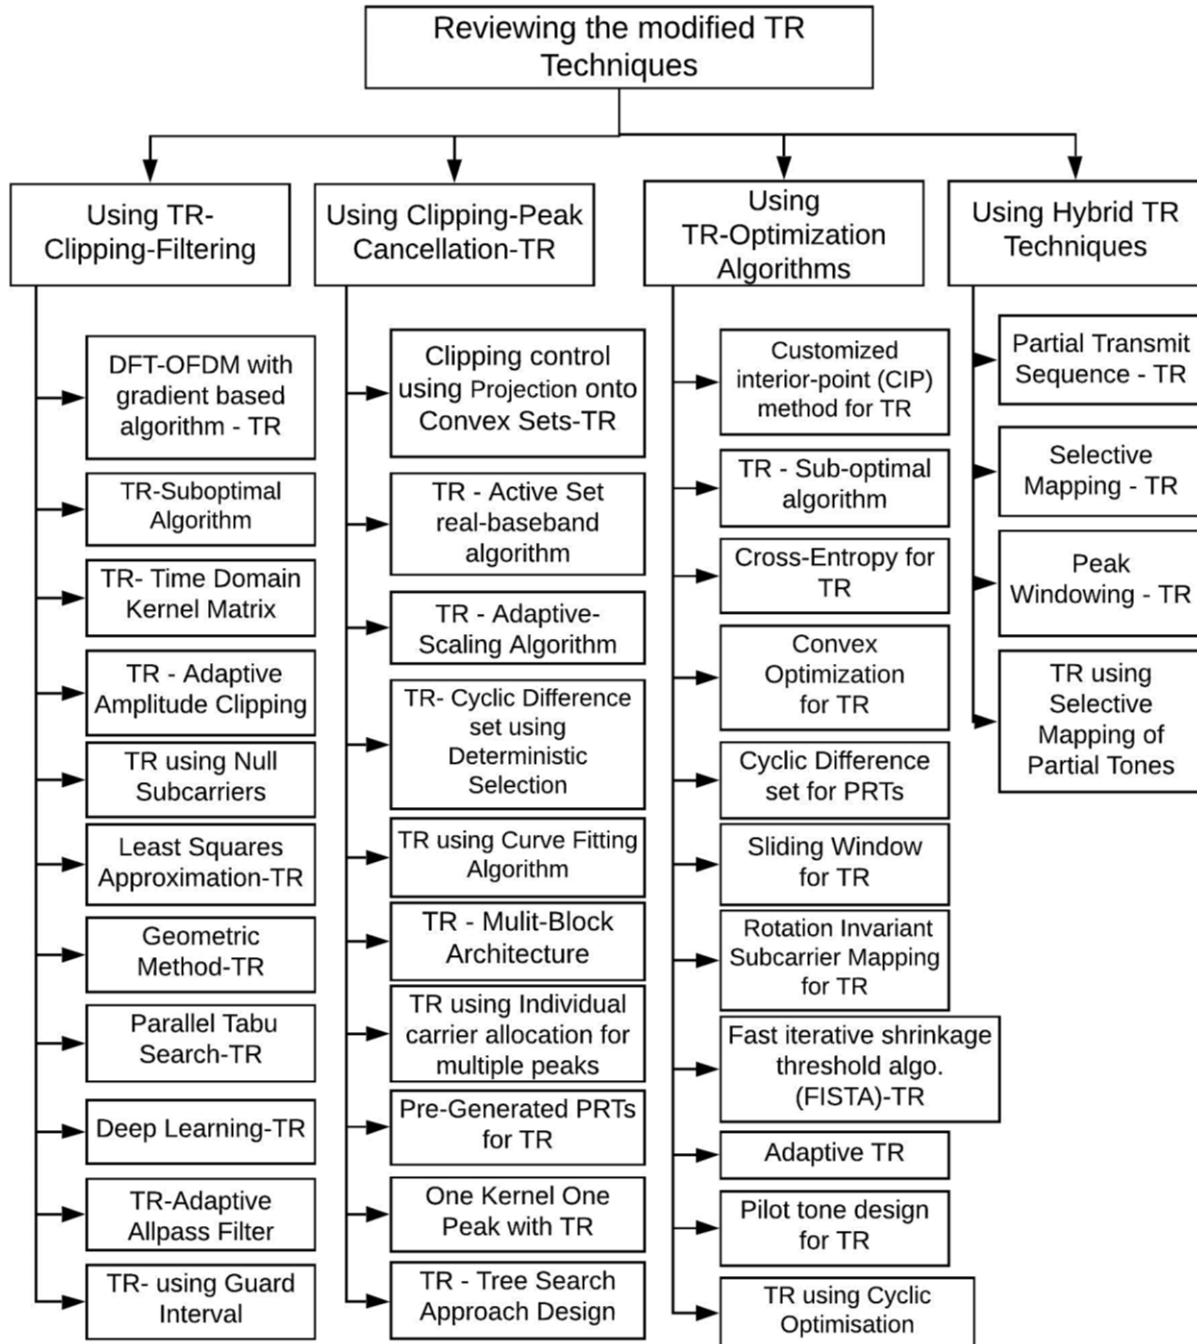 Reviewing the modified TR
Techniques
Using TR-
Clipping-Filtering
DFT-OFDM with
gradient based
algorithm - TR
TR-Suboptimal
Algorithm
TR- Time Domain
Kernel Matrix
TR - Adaptive
Amplitude Clipping
TR using Null
Subcarriers
Least Squares
Approximation-TR
Geometric
Method-TR
Parallel Tabu
Search-TR
Deep Learning-TR
TR-Adaptive
Allpass Filter
TR- using Guard
Interval
Using Clipping-Peak
Cancellation-TR
Clipping control
using Projection onto
Convex Sets-TR
TR - Active Set
real-baseband
algorithm
TR - Adaptive-
Scaling Algorithm
TR- Cyclic Difference
set using
Deterministic
Selection
TR using Curve Fitting
Algorithm
TR - Mulit-Block
Architecture
TR using Individual
carrier allocation for
multiple peaks
Pre-Generated PRTs
for TR
One Kernel One
Peak with TR
TR - Tree Search
Approach Design
Using
TR-Optimization
Algorithms
Customized
interior-point (CIP)
method for TR
TR - Sub-optimal
algorithm
Cross-Entropy for
TR
Convex
Optimization
for TR
Cyclic Difference
set for PRTs
Sliding Window
for TR
Rotation Invariant
Subcarrier Mapping
for TR
Fast iterative shrinkage
threshold algo.
(FISTA)-TR
Adaptive TR
Pilot tone design
for TR
TR using Cyclic
Optimisation
Using Hybrid TR
Techniques
Partial Transmit
Sequence - TR
Selective
Mapping - TR
Peak
Windowing - TR
TR using
Selective
Mapping of
Partial Tones